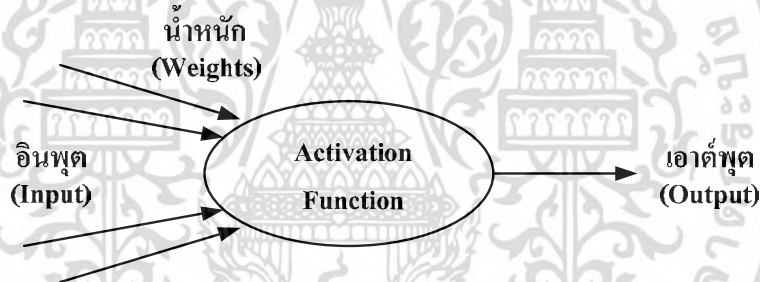 น้ำหนัก
(Weights)
อินพุต
(Input)
Activation
Function
เอาต์พุต
(Output)